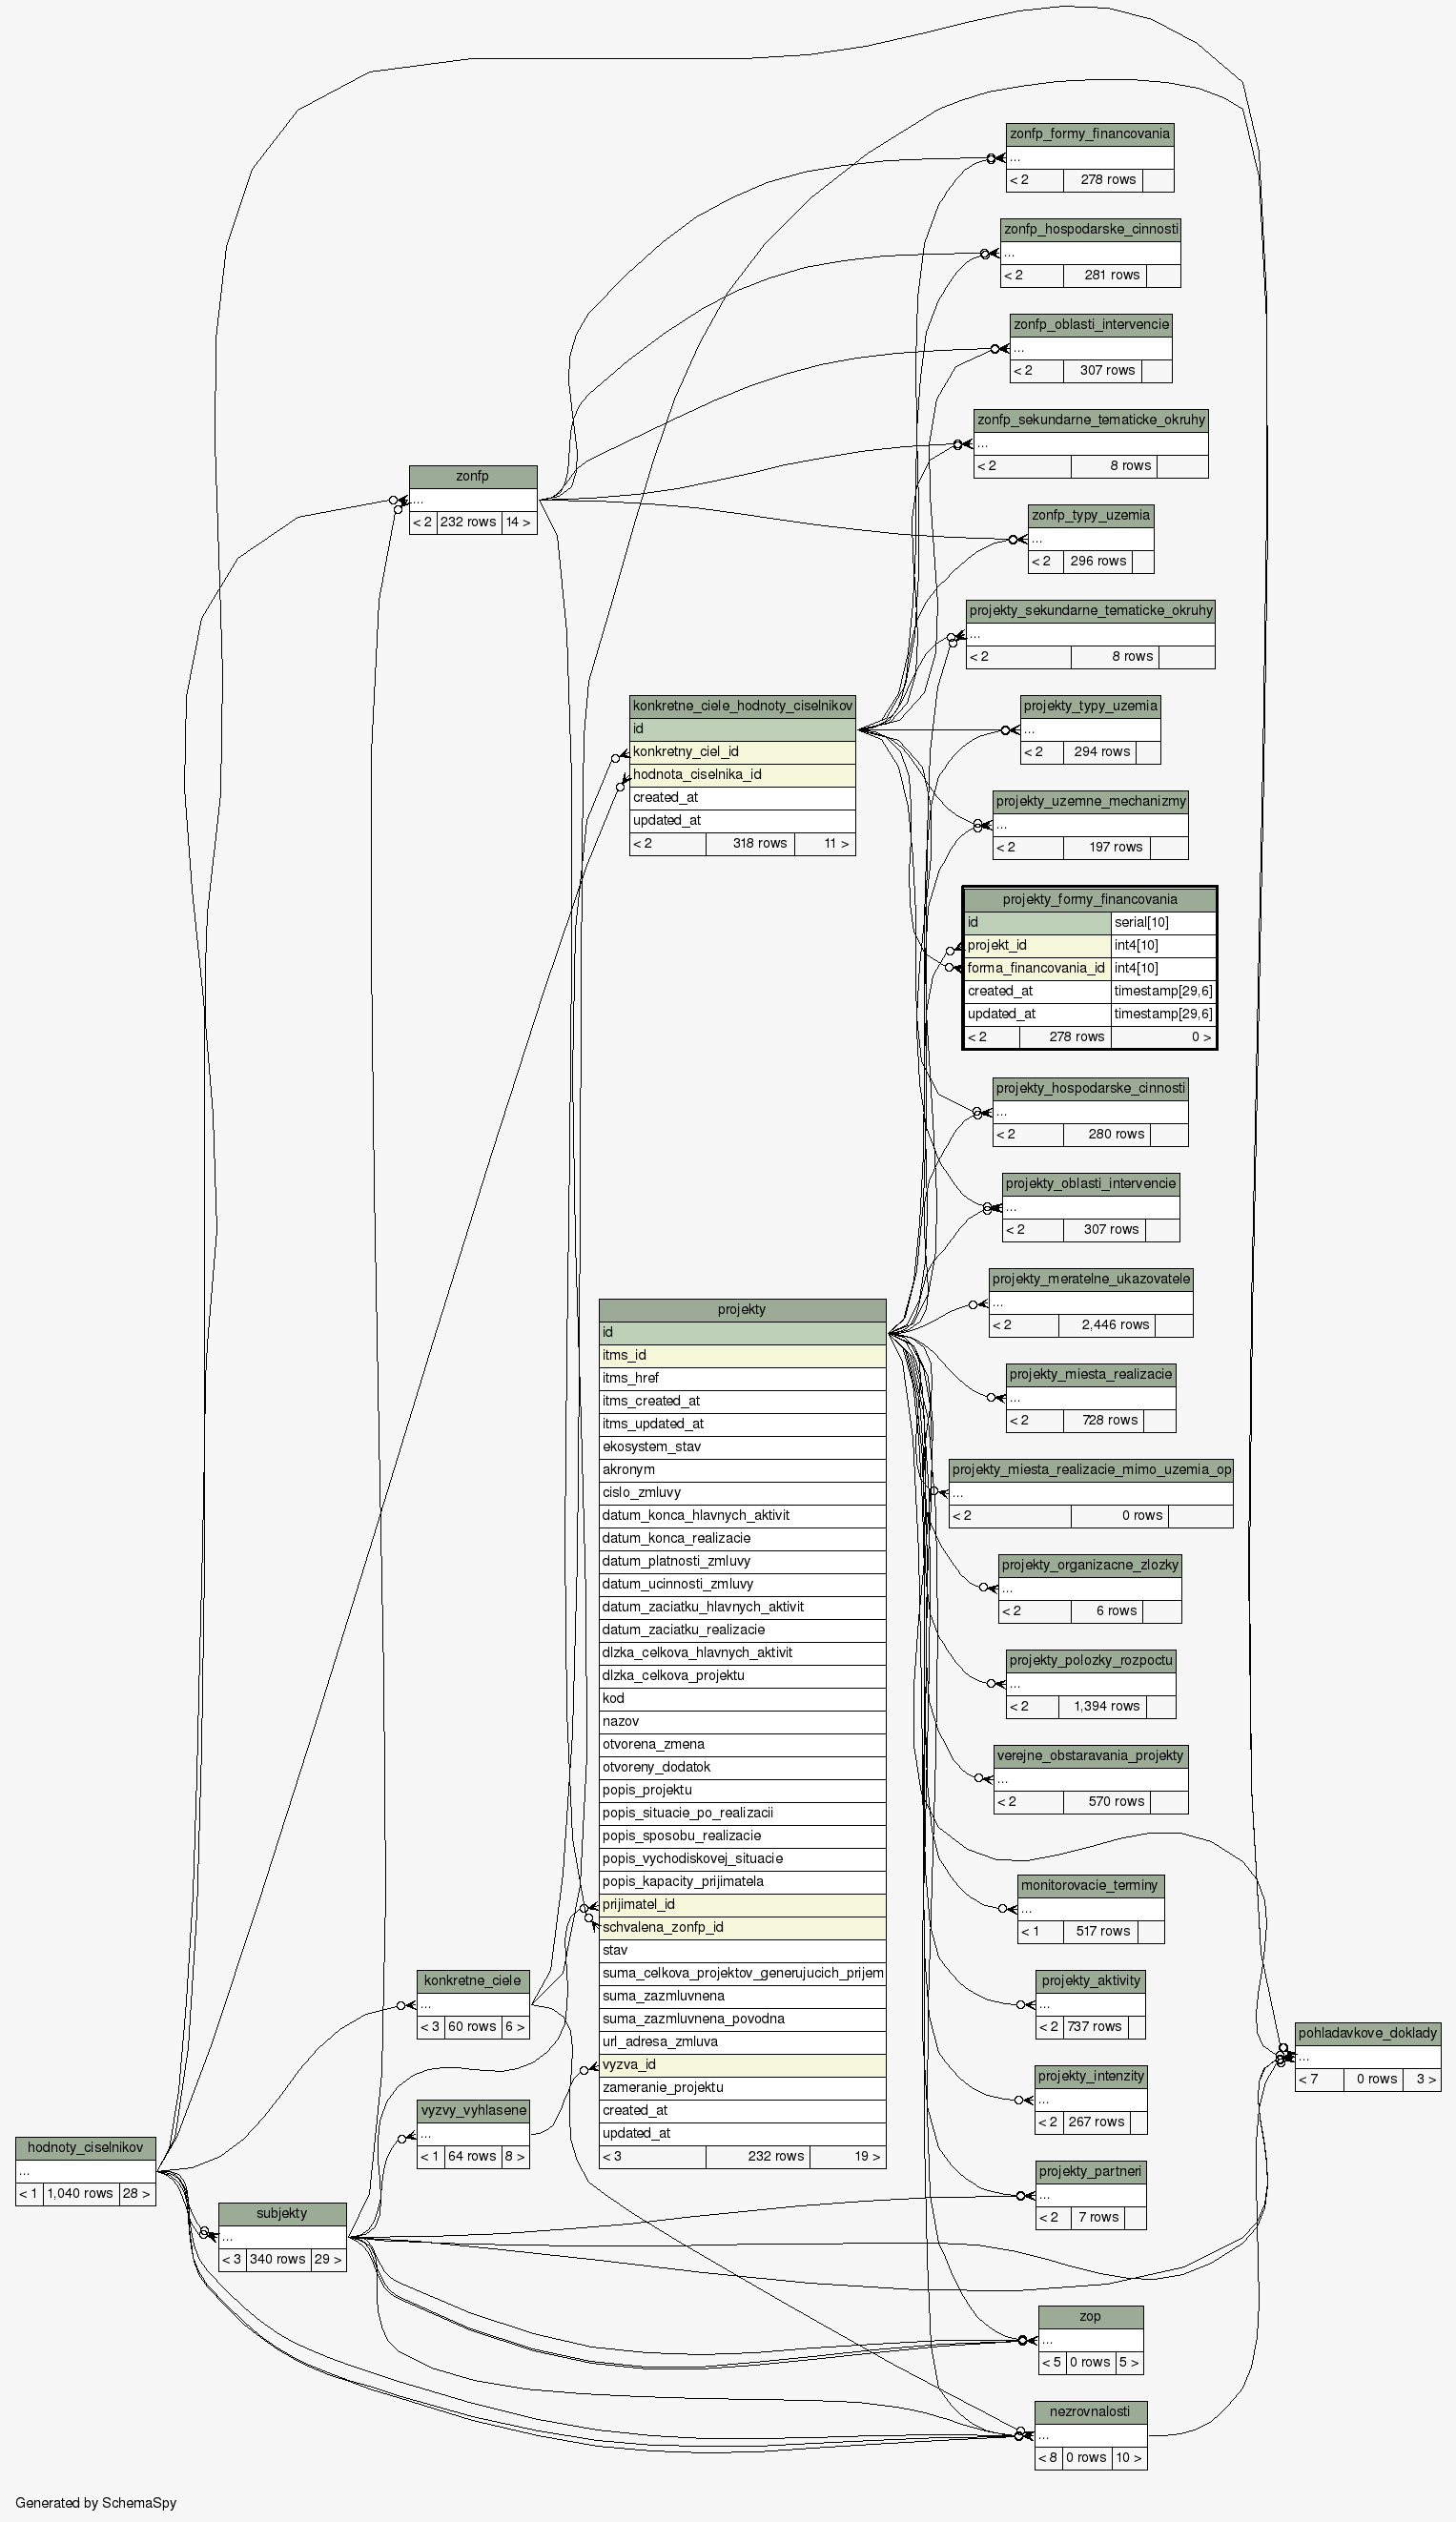 zonfp_formy_financovania
...
< 2 278 rows
zonfp_hospodarske_cinnosti
...
< 2 281 rows
zonfp_oblasti_intervencie
...
< 2 307 rows
zonfp_sekundarne_tematicke_okruhy
...
< 2 8 rows
zonfp
...
< 2 232 rows 14 >
zonfp_typy_uzemia
...
< 2 296 rows
projekty_sekundarne_tematicke_okruhy
...
< 2 8 rows
konkretne_ciele_hodnoty_ciselnikov
id
konkretny_ciel_id
hodnota_ciselnika_id
created_at
updated_at
< 2 318 rows 11 >
projekty_typy_uzemia
...
< 2 294 rows
projekty_uzemne_mechanizmy
...
< 2 197 rows
projekty_formy_financovania
id serial[10]
projekt_id int4[10]
forma_financovania_id int4[10]
created_at timestamp[29,6]
updated_at timestamp[29,6]
< 2 278 rows 0 >
projekty_hospodarske_cinnosti
...
< 2 280 rows
projekty_oblasti_intervencie
...
< 2 307 rows
projekty_meratelne_ukazovatele
...
< 2 2,446 rows
projekty
id
itms_id
itms_href
itms_created_at
itms_updated_at
ekosystem_stav
akronym
cislo_zmluvy
datum_konca_hlavnych_aktivit
datum_konca_realizacie
datum_platnosti_zmluvy
datum_ucinnosti_zmluvy
datum_zaciatku_hlavnych_aktivit
datum_zaciatku_realizacie
dlzka_celkova_hlavnych_aktivit
dlzka_celkova_projektu
kod
nazov
otvorena_zmena
otvoreny_dodatok
popis_projektu
popis_situacie_po_realizacii
popis_sposobu_realizacie
popis_vychodiskovej_situacie
popis_kapacity_prijimatela
prijimatel_id
schvalena_zonfp_id
stav
suma_celkova_projektov_generujucich_prijem
suma_zazmluvnena
suma_zazmluvnena_povodna
url_adresa_zmluva
vyzva_id
zameranie_projektu
created_at
updated_at
< 3 232 rows 19 >
projekty_miesta_realizacie
...
< 2 728 rows
projekty_miesta_realizacie_mimo_uzemia_op
...
< 2 0 rows
projekty_organizacne_zlozky
...
< 2 6 rows
projekty_polozky_rozpoctu
...
< 2 1,394 rows
verejne_obstaravania_projekty
...
< 2 570 rows
monitorovacie_terminy
...
< 1 517 rows
projekty_aktivity
...
< 2 737 rows
konkretne_ciele
...
< 3 60 rows 6 >
pohladavkove_doklady
...
< 7 0 rows 3 >
projekty_intenzity
...
< 2 267 rows
vyzvy_vyhlasene
...
< 1 64 rows 8 >
hodnoty_ciselnikov
...
< 1 1,040 rows 28 >
projekty_partneri
...
< 2 7 rows
subjekty
...
< 3 340 rows 29 >
zop
...
< 5 0 rows 5 >
nezrovnalosti
...
< 8 0 rows 10 >
Generated by SchemaSpy